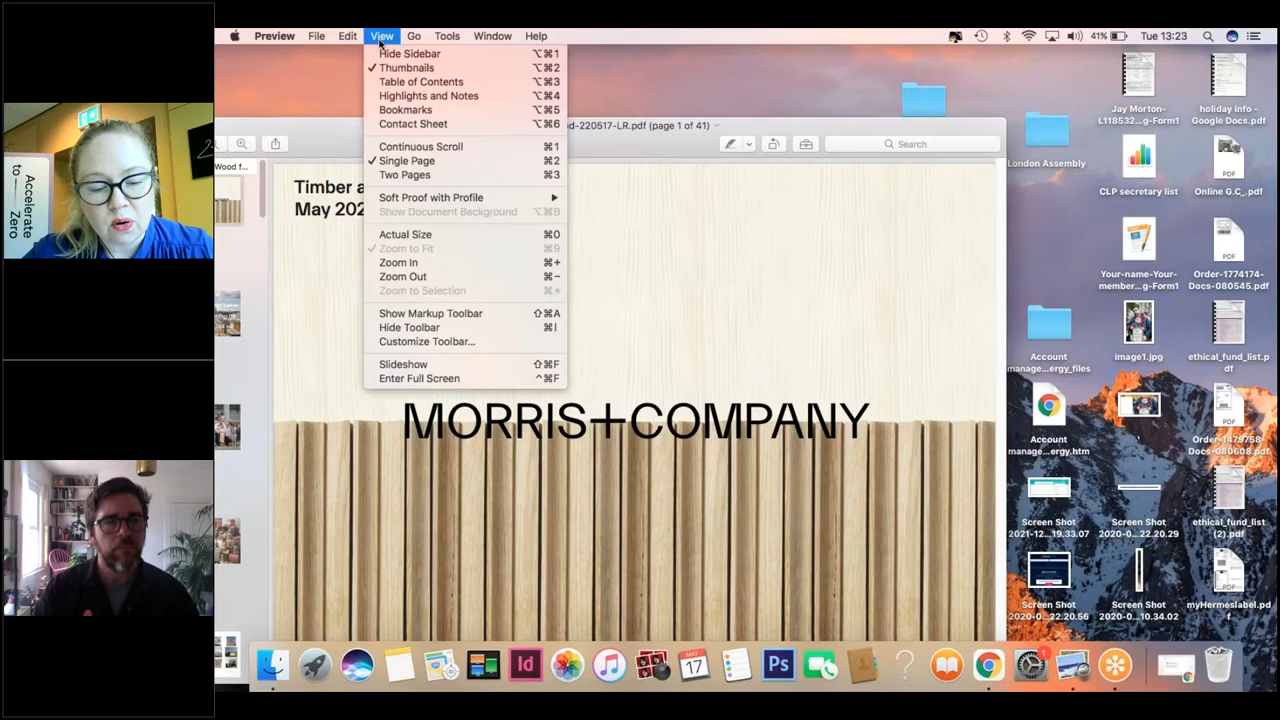 Preview File Edit View Go Tools Window Help
41% Tue 13:23
Hide Sidebar ⌥⌘1
Thumbnails ⌥⌘2
Table of Contents ⌥⌘3
Highlights and Notes ⌥⌘4
Bookmarks ⌥⌘5
Contact Sheet ⌥⌘6
Continuous Scroll ⌘1
Single Page ⌘2
Two Pages ⌘3
Soft Proof with Profile
Show Document Background ⌥⌘B
Actual Size ⌘0
Zoom to Fit ⌘9
Zoom In ⌘+
Zoom Out ⌘−
Zoom to Selection ⌘*
Show Markup Toolbar ⇧⌘A
Hide Toolbar
Customize Toolbar...
Slideshow ⇧⌘F
Enter Full Screen ^⌘F
d-220517-LR.pdf (page 1 of 41)
Search
Wood f...
Timber a
May 202
MORRIS+COMPANY
Accelerate
to Zero
London Assembly
Account
manage...ergy_files
Account
manage...ergy.htm
Screen Shot
2021-12...19.33.07
Screen Shot
2020-0...22.20.56
Jay Morton-
L118532...g-Form1
CLP secretary list
Your-name-Your-
member...g-Form1
image1.jpg
Screen Shot
2020-0...22.20.29
Screen Shot
2020-0...10.34.02
holiday info -
Google Docs.pdf
PDF
Online G.C_.pdf
PDF
Order-1774174-
Docs-080545.pdf
ethical_fund_list.p
df
PDF
Order-1479758-
Docs-080608.pdf
ethical_fund_list
(2).pdf
PDF
myHermeslabel.pd
f
Id
MAY
17
Ps
1